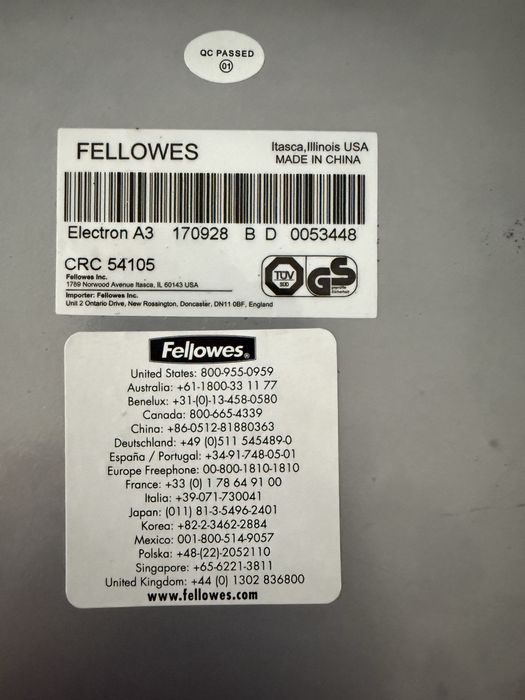 QC PASSED
01
FELLOWES
Itasca,Illinois USA
MADE IN CHINA
Electron A3 170928 B D 0053448
CRC 54105
Fellowes Inc.
1789 Norwood Avenue Itasca, IL 60143 USA
Importer: Fellowes Inc.
Unit 2 Ontario Drive, New Rossington, Doncaster, DN11 0BF, England
TÜV
SÜD
GS
geprüfte
Sicherheit
Fellowes®
United States: 800-955-0959
Australia: +61-1800-33 11 77
Benelux: +31-(0)-13-458-0580
Canada: 800-665-4339
China: +86-0512-81880363
Deutschland: +49 (0)511 545489-0
España / Portugal: +34-91-748-05-01
Europe Freephone: 00-800-1810-1810
France: +33 (0) 1 78 64 91 00
Italia: +39-071-730041
Japan: (011) 81-3-5496-2401
Korea: +82-2-3462-2884
Mexico: 001-800-514-9057
Polska: +48-(22)-2052110
Singapore: +65-6221-3811
United Kingdom: +44 (0) 1302 836800
www.fellowes.com